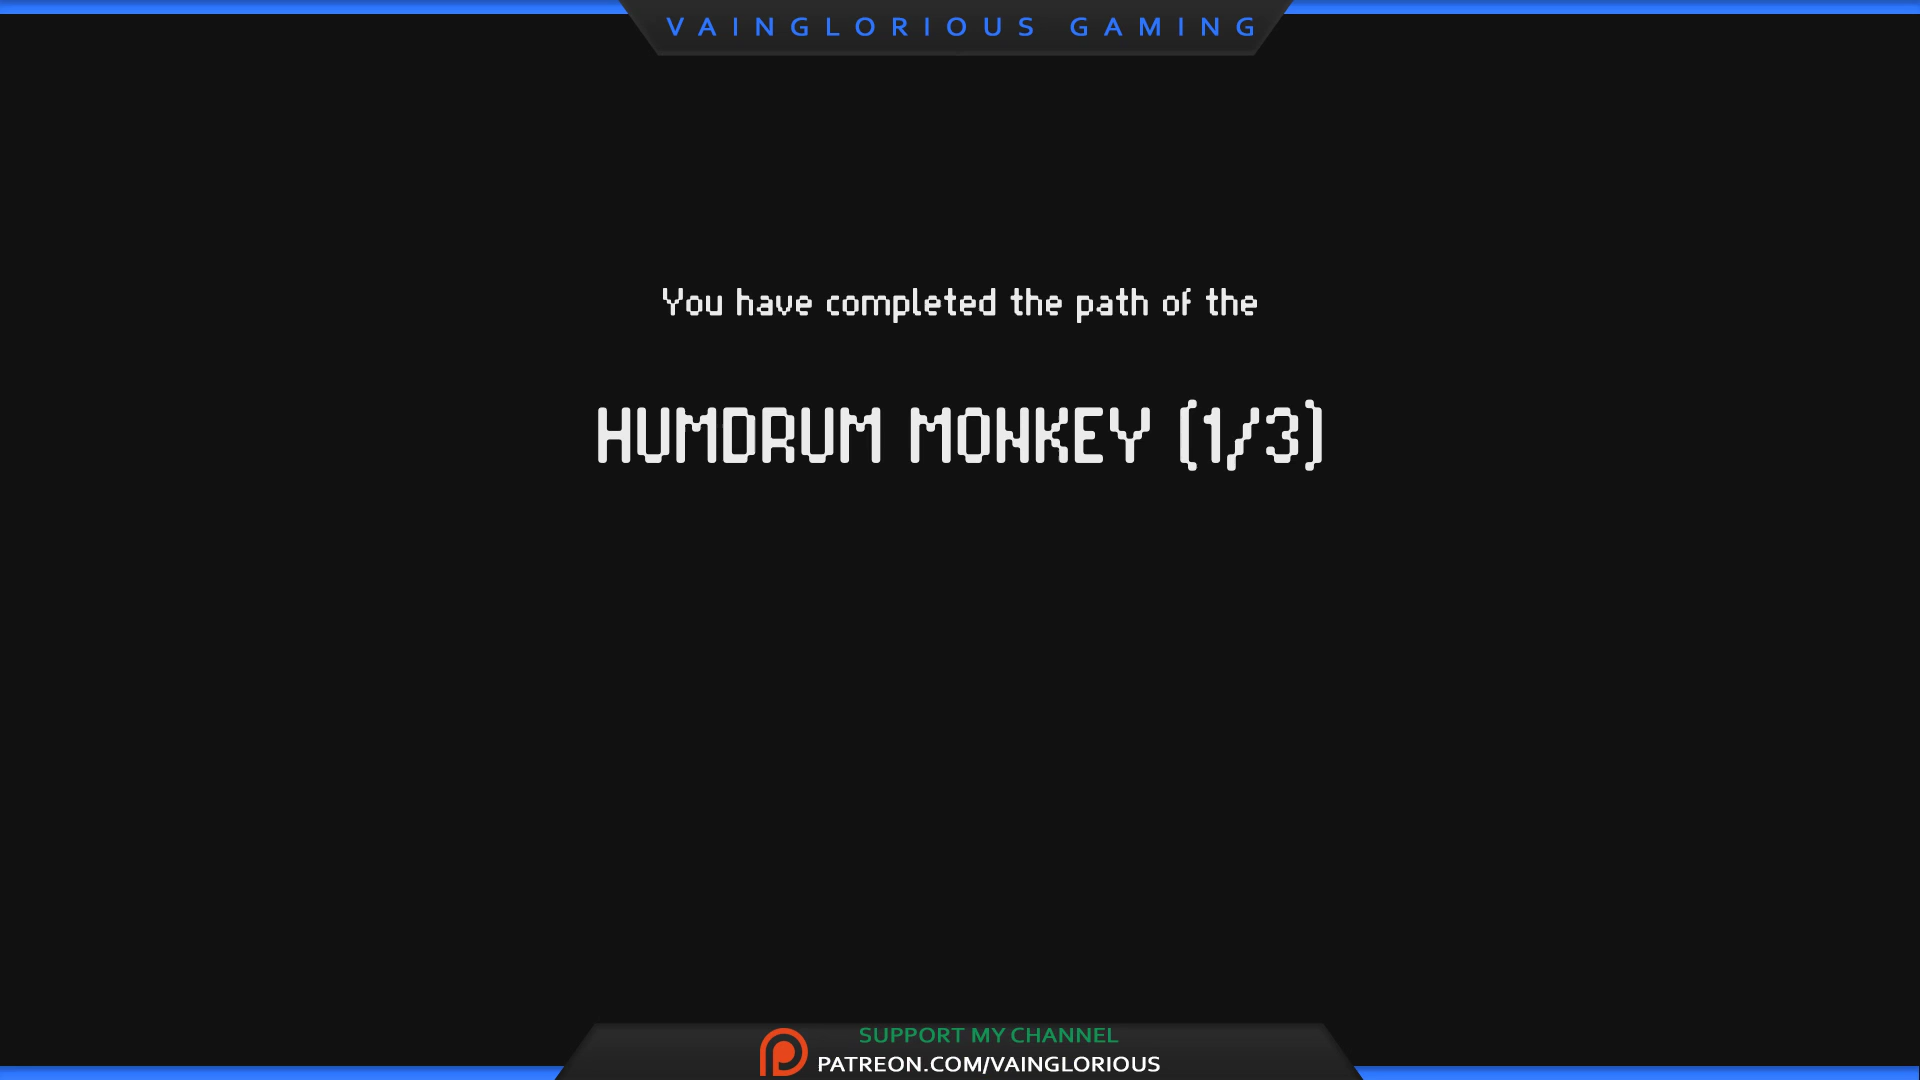 VAINGLORIOUS GAMING
You have completed the path of the
HUMDRUM MONKEY (1/3)
SUPPORT MY CHANNEL
PATREON.COM/VAINGLORIOUS